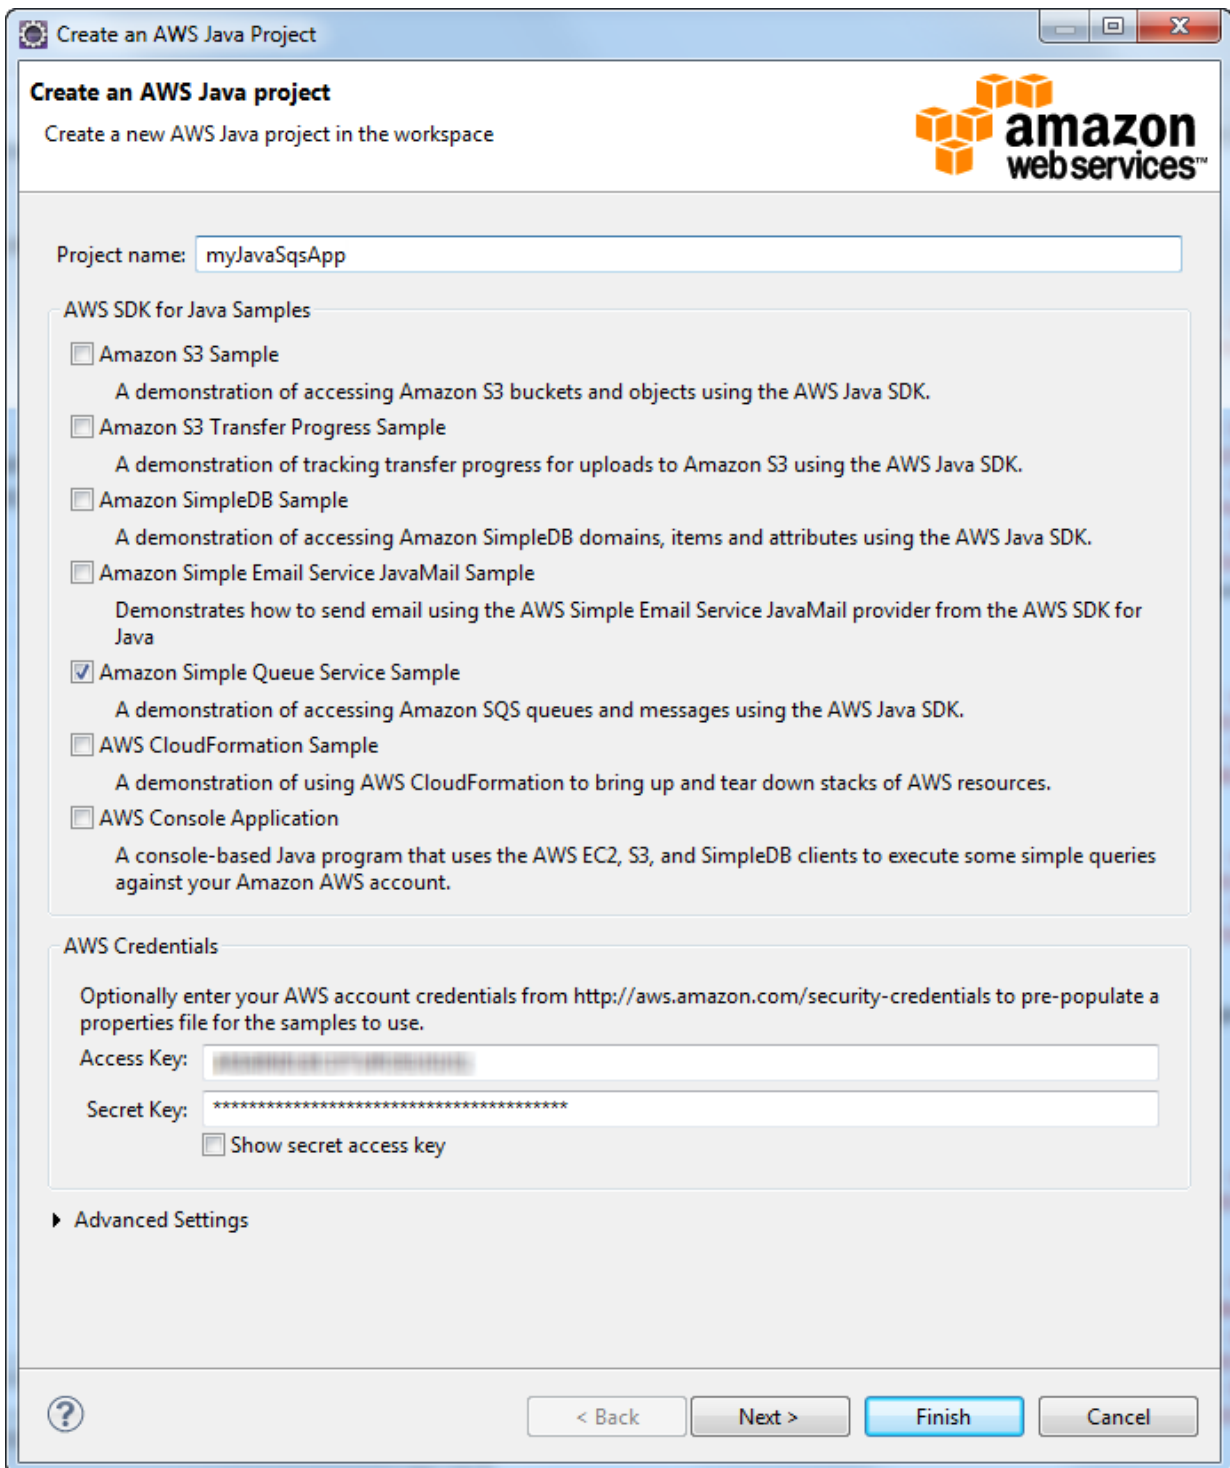 Create an AWS Java Project
Create an AWS Java project
Create a new AWS Java project in the workspace
amazon
webservices™
Project name: myJavaSqsApp
AWS SDK for Java Samples
Amazon S3 Sample
A demonstration of accessing Amazon S3 buckets and objects using the AWS Java SDK.
Amazon S3 Transfer Progress Sample
A demonstration of tracking transfer progress for uploads to Amazon S3 using the AWS Java SDK.
Amazon SimpleDB Sample
A demonstration of accessing Amazon SimpleDB domains, items and attributes using the AWS Java SDK.
Amazon Simple Email Service JavaMail Sample
Demonstrates how to send email using the AWS Simple Email Service JavaMail provider from the AWS SDK for
Java
Amazon Simple Queue Service Sample
A demonstration of accessing Amazon SQS queues and messages using the AWS Java SDK.
AWS CloudFormation Sample
A demonstration of using AWS CloudFormation to bring up and tear down stacks of AWS resources.
AWS Console Application
A console-based Java program that uses the AWS EC2, S3, and SimpleDB clients to execute some simple queries
against your Amazon AWS account.
AWS Credentials
Optionally enter your AWS account credentials from http://aws.amazon.com/security-credentials to pre-populate a
properties file for the samples to use.
Access Key:
Secret Key: ****************************************
Show secret access key
Advanced Settings
? < Back Next > Finish Cancel